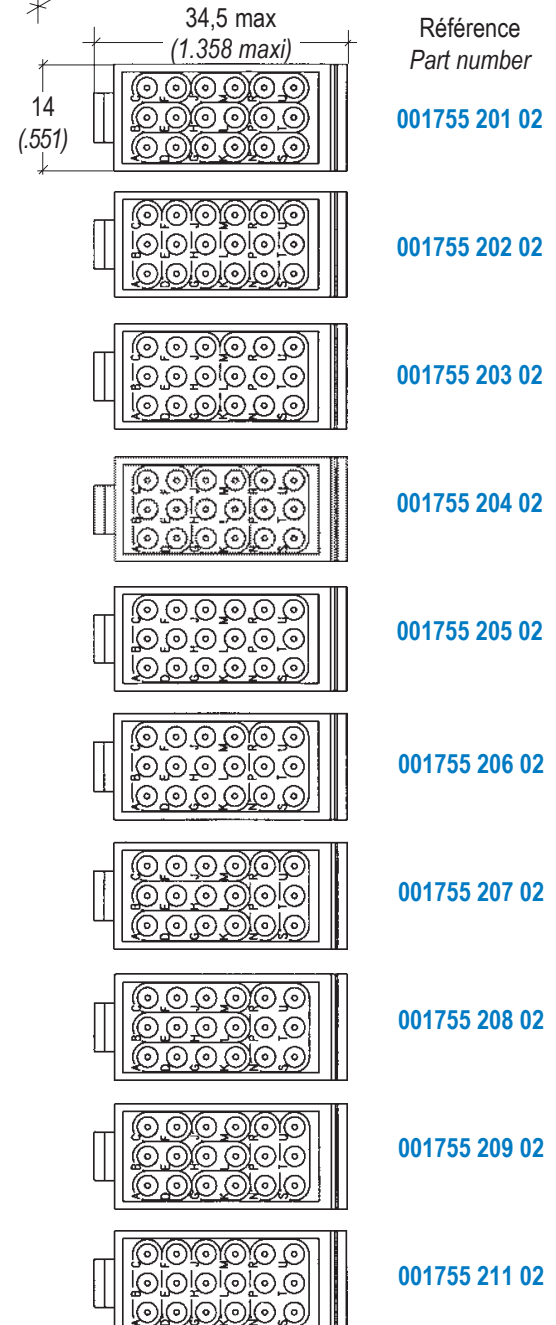 34,5 max
(1.358 maxi)
14
(.551)
Référence
Part number
001755 201 02
C F J M R U
B E H L P T
A D G K N S
001755 202 02
C F J M R U
B E H L P T
A D G K N S
001755 203 02
C F J M R U
B E H L P T
A D G K N S
001755 204 02
C F J M R U
B E H L P T
A D G K N S
001755 205 02
C F J M R U
B E H L P T
A D G K N S
001755 206 02
C F J M R U
B E H L P T
A D G K N S
001755 207 02
C F J M R U
B E H L P T
A D G K N S
001755 208 02
C F J M R U
B E H L P T
A D G K N S
001755 209 02
C F J M R U
B E H L P T
A D G K N S
001755 211 02
C F J M R U
B E H L P T
A D G K N S